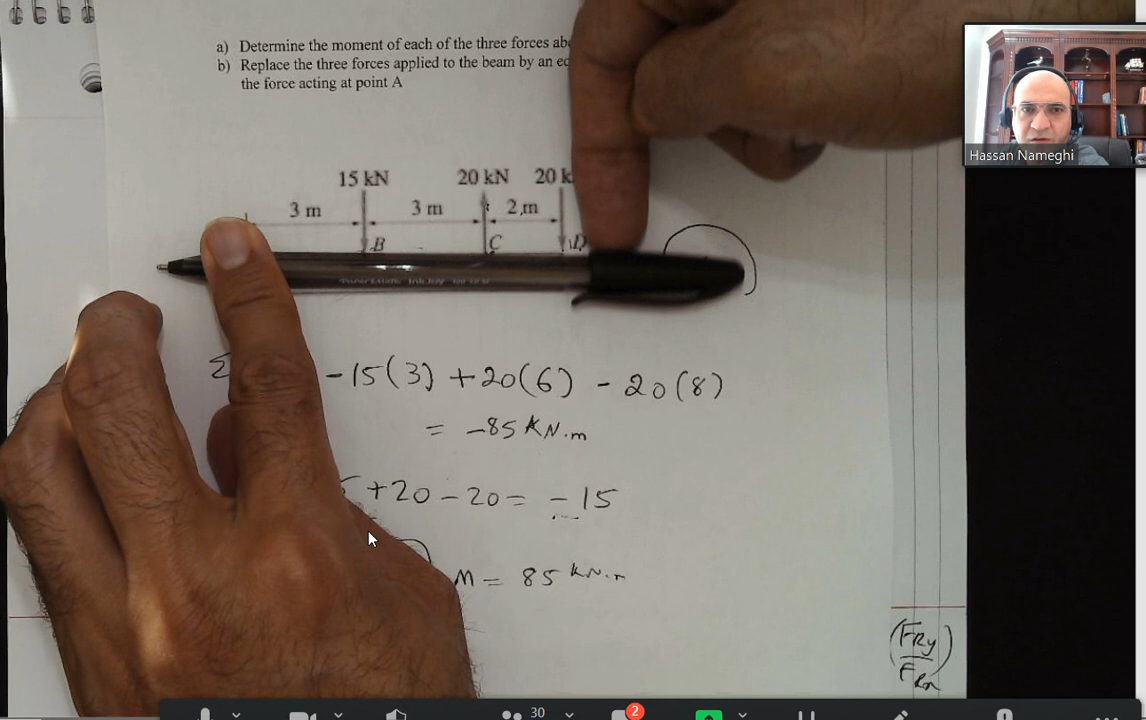 a) Determine the moment of each of the three forces
b) Replace the three forces applied to the beam by an
the force acting at point A
Hassan Nameghi
15 kN 20 kN 20 k
3 m 3 m 2 m
B C D
-15(3) +20(6) - 20(8)
= -85 KN.m
+20 - 20 = -15
M = 85 KN.m
(FRy/FRx)
30
2